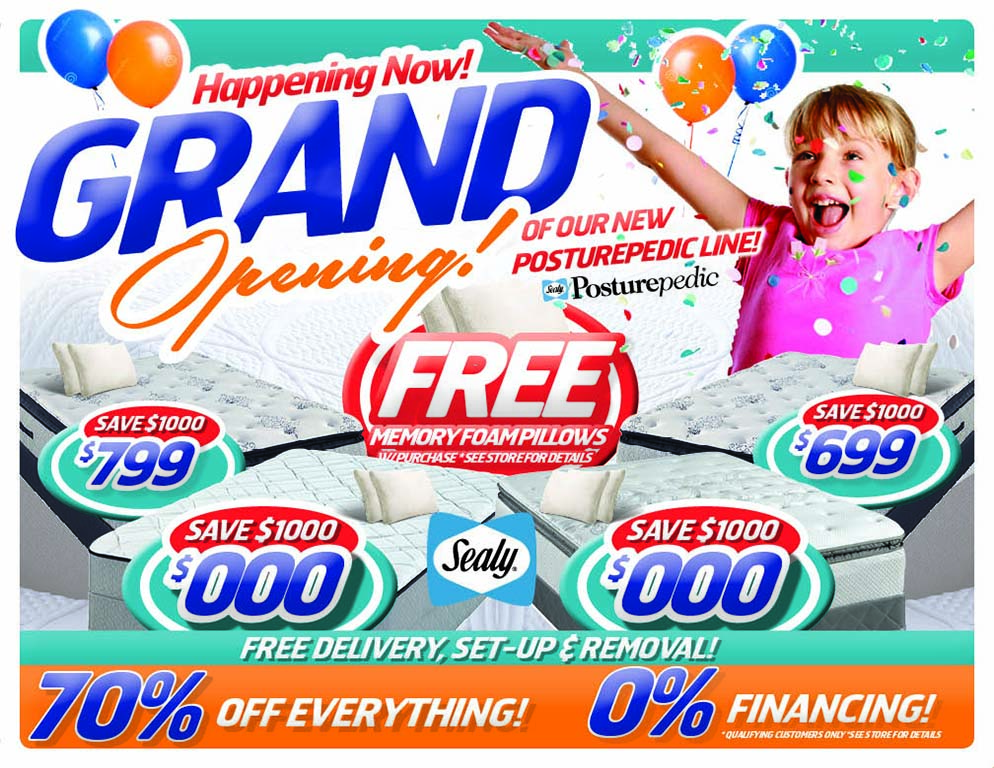 Happening Now!
GRAND
Opening!
OF OUR NEW
POSTUREPEDIC LINE!
Sealy Posturepedic
FREE
MEMORY FOAM PILLOWS
W/ PURCHASE *SEE STORE FOR DETAILS
SAVE $1000
$799
SAVE $1000
$699
SAVE $1000
$000
Sealy®
SAVE $1000
$000
FREE DELIVERY, SET-UP & REMOVAL!
70% OFF EVERYTHING!
0% FINANCING!
*QUALIFYING CUSTOMERS ONLY *SEE STORE FOR DETAILS